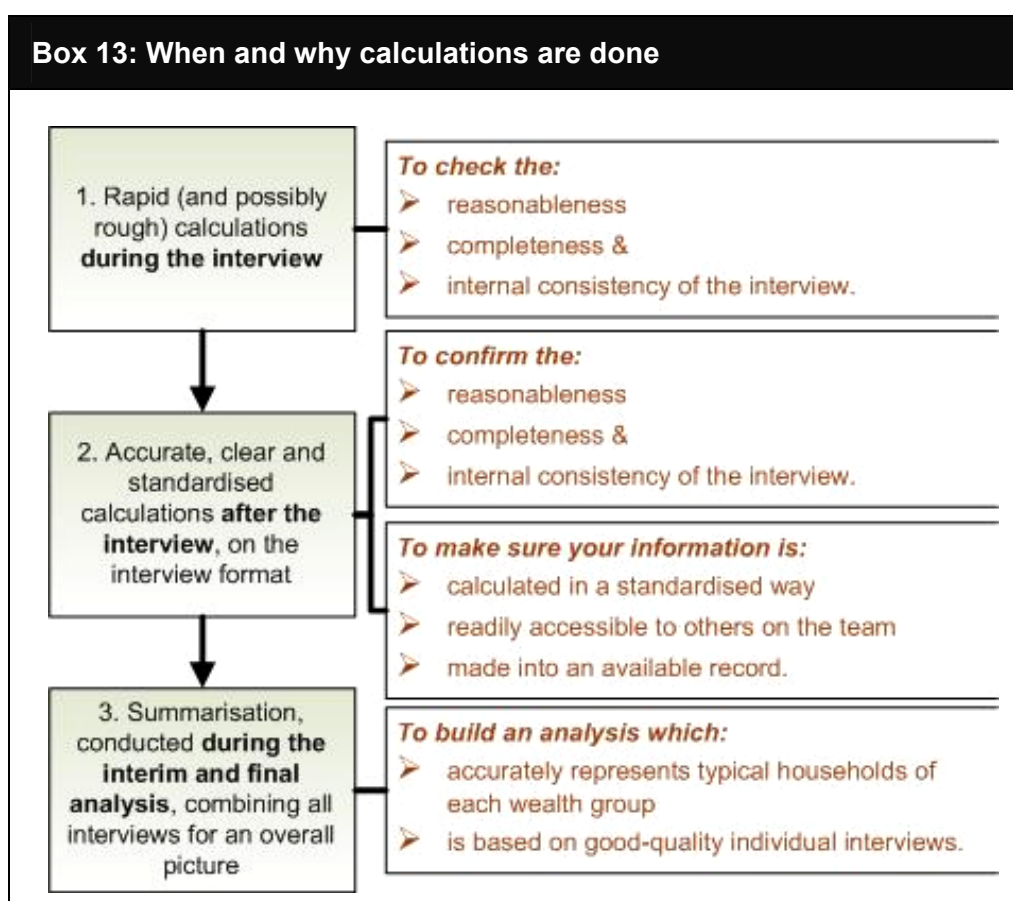 Box 13: When and why calculations are done
1. Rapid (and possibly
rough) calculations
during the interview
To check the:
➢ reasonableness
➢ completeness &
➢ internal consistency of the interview.
2. Accurate, clear and
standardised
calculations after the
interview, on the
interview format
To confirm the:
➢ reasonableness
➢ completeness &
➢ internal consistency of the interview.
To make sure your information is:
➢ calculated in a standardised way
➢ readily accessible to others on the team
➢ made into an available record.
3. Summarisation,
conducted during the
interim and final
analysis, combining all
interviews for an overall
picture
To build an analysis which:
➢ accurately represents typical households of
each wealth group
➢ is based on good-quality individual interviews.